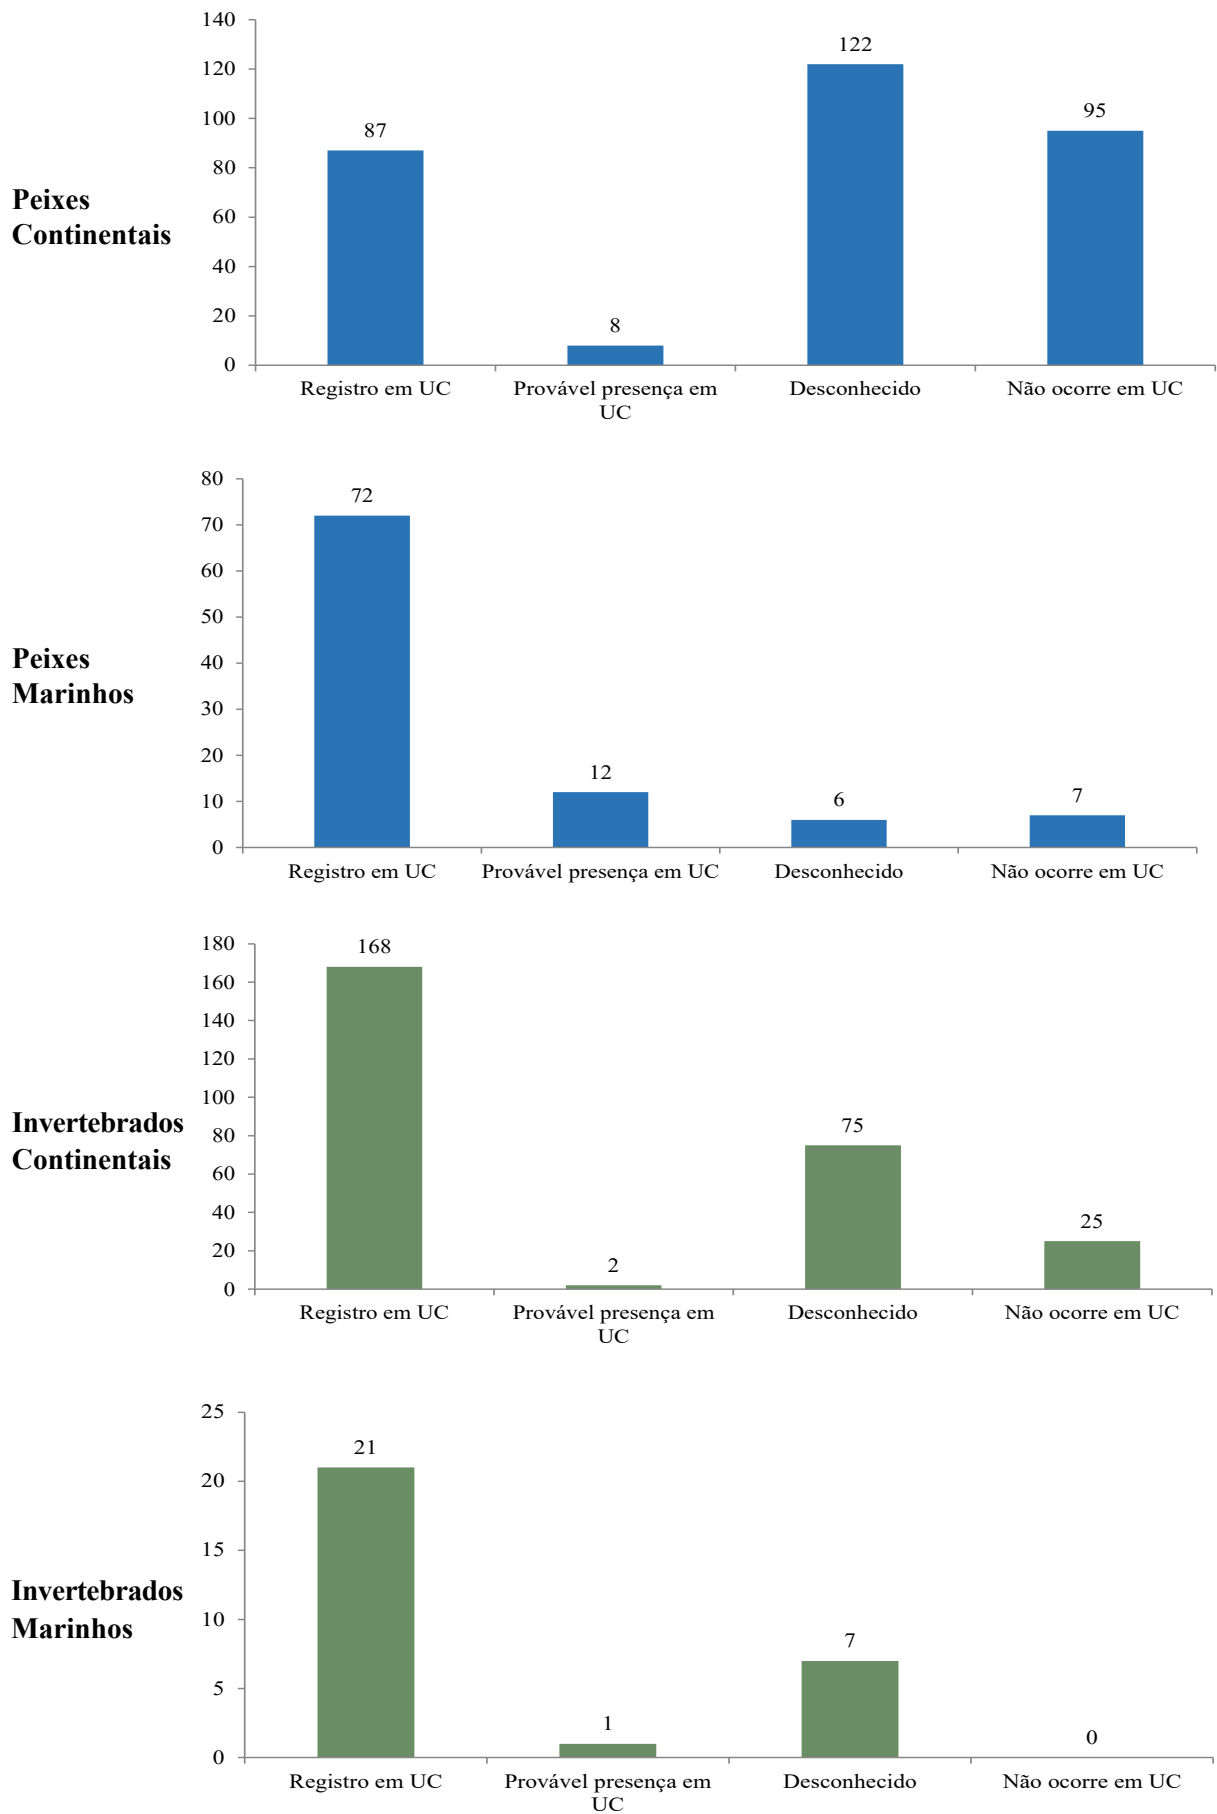 Peixes
Continentais
140
120
100
80
60
40
20
0
87
8
122
95
Registro em UC
Provável presença em
UC
Desconhecido
Não ocorre em UC
Peixes
Marinhos
80
70
60
50
40
30
20
10
0
72
12
6
7
Registro em UC
Provável presença em UC
Desconhecido
Não ocorre em UC
Invertebrados
Continentais
180
160
140
120
100
80
60
40
20
0
168
2
75
25
Registro em UC
Provável presença em
UC
Desconhecido
Não ocorre em UC
Invertebrados
Marinhos
25
20
15
10
5
0
21
1
7
0
Registro em UC
Provável presença em
UC
Desconhecido
Não ocorre em UC